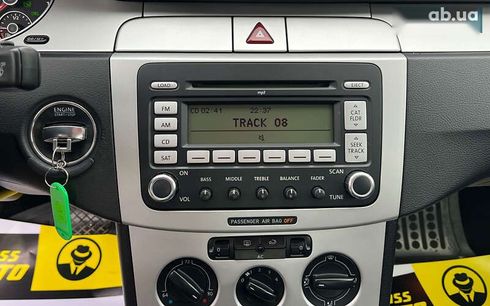 ab.ua
LOAD
EJECT
mp3
FM
AM
CD
SAT
CD 02:41 22:37
TRACK 08
CAT
FLDR
SEEK
TRACK
ON
VOL
BASS MIDDLE TREBLE BALANCE FADER
SCAN
TUNE
PASSENGER AIR BAG OFF
AC
ENGINE
START/STOP